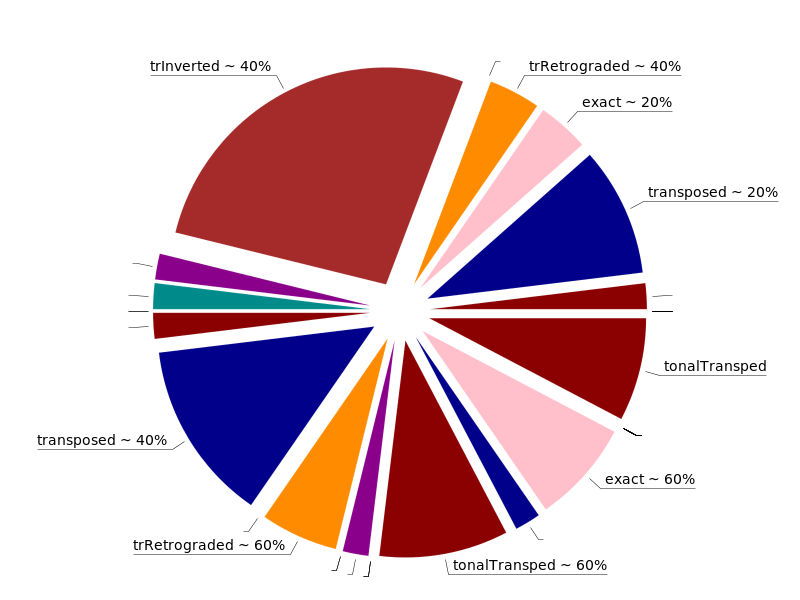 trInverted ~ 40%
trRetrograded ~ 40%
exact ~ 20%
transposed ~ 20%
tonalTransped
transposed ~ 40%
exact ~ 60%
trRetrograded ~ 60%
tonalTransped ~ 60%